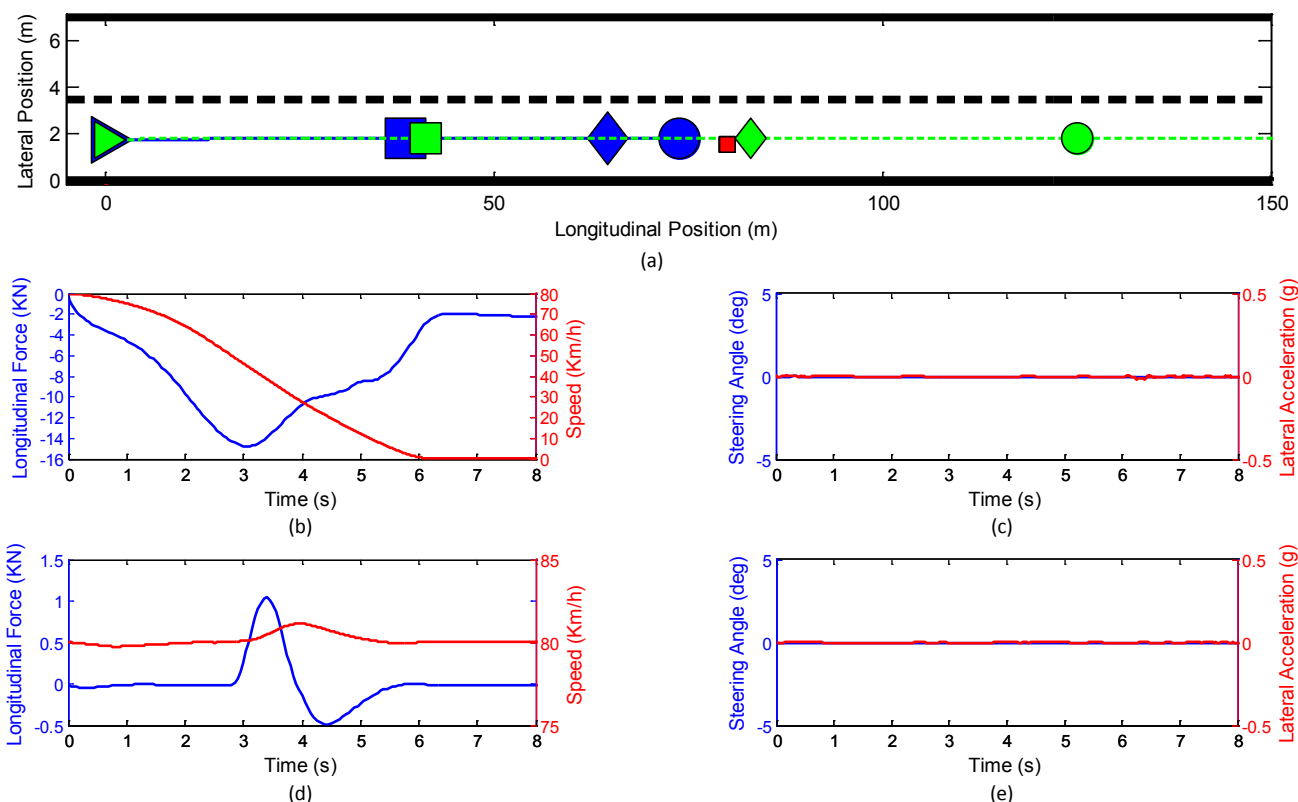 Lateral Position (m)
6
4
2
0
0
50
100
150
Longitudinal Position (m)
(a)
Longitudinal Force (KN)
0
-2
-4
-6
-8
-10
-12
-14
-16
80
70
60
50
40
30
20
10
0
Speed (Km/h)
0 1 2 3 4 5 6 7 8
Time (s)
(b)
Steering Angle (deg)
5
0
-5
0.5
0
-0.5
Lateral Acceleration (g)
0 1 2 3 4 5 6 7 8
Time (s)
(c)
Longitudinal Force (KN)
1.5
1
0.5
0
-0.5
85
80
75
Speed (Km/h)
0 1 2 3 4 5 6 7 8
Time (s)
(d)
Steering Angle (deg)
5
0
-5
0.5
0
-0.5
Lateral Acceleration (g)
0 1 2 3 4 5 6 7 8
Time (s)
(e)